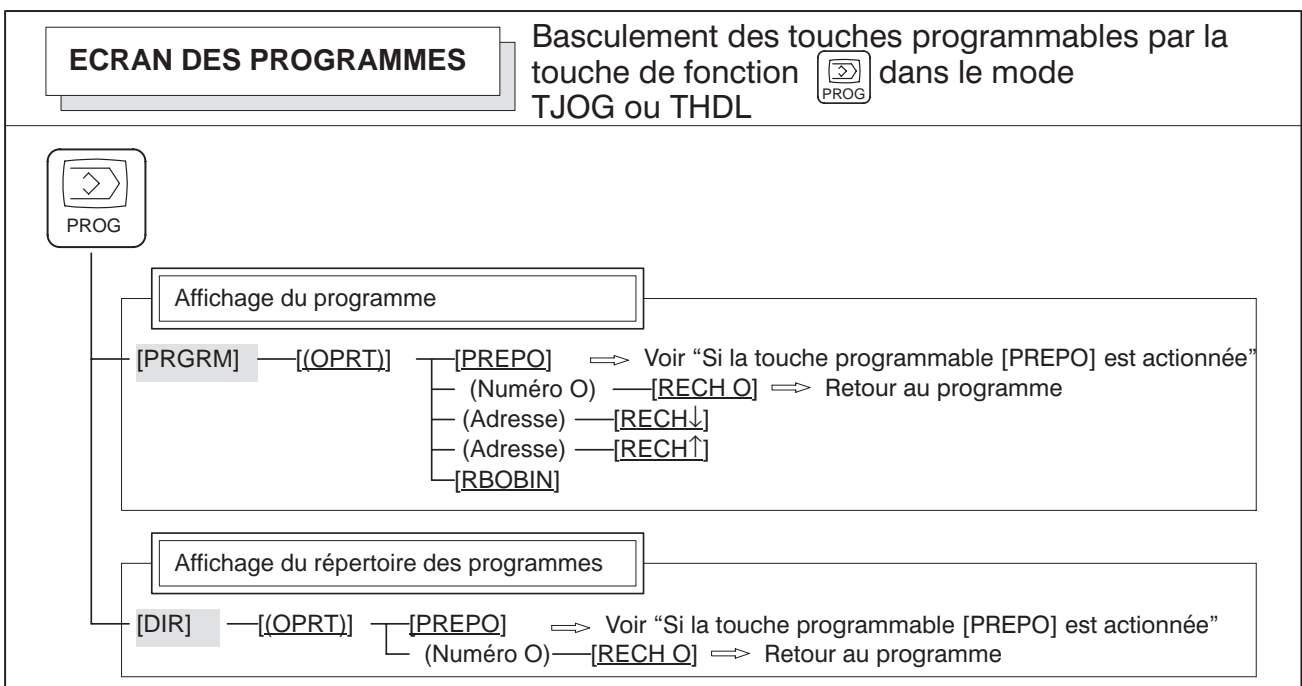 ECRAN DES PROGRAMMES
Basculement des touches programmables par la
touche de fonction PROG dans le mode
TJOG ou THDL
PROG
Affichage du programme
[PRGRM] [(OPRT)] [PREPO] ⇒ Voir “Si la touche programmable [PREPO] est actionnée”
(Numéro O) [RECH O] ⇒ Retour au programme
(Adresse) [RECH↓]
(Adresse) [RECH↑]
[RBOBIN]
Affichage du répertoire des programmes
[DIR] [(OPRT)] [PREPO] ⇒ Voir “Si la touche programmable [PREPO] est actionnée”
(Numéro O) [RECH O] ⇒ Retour au programme